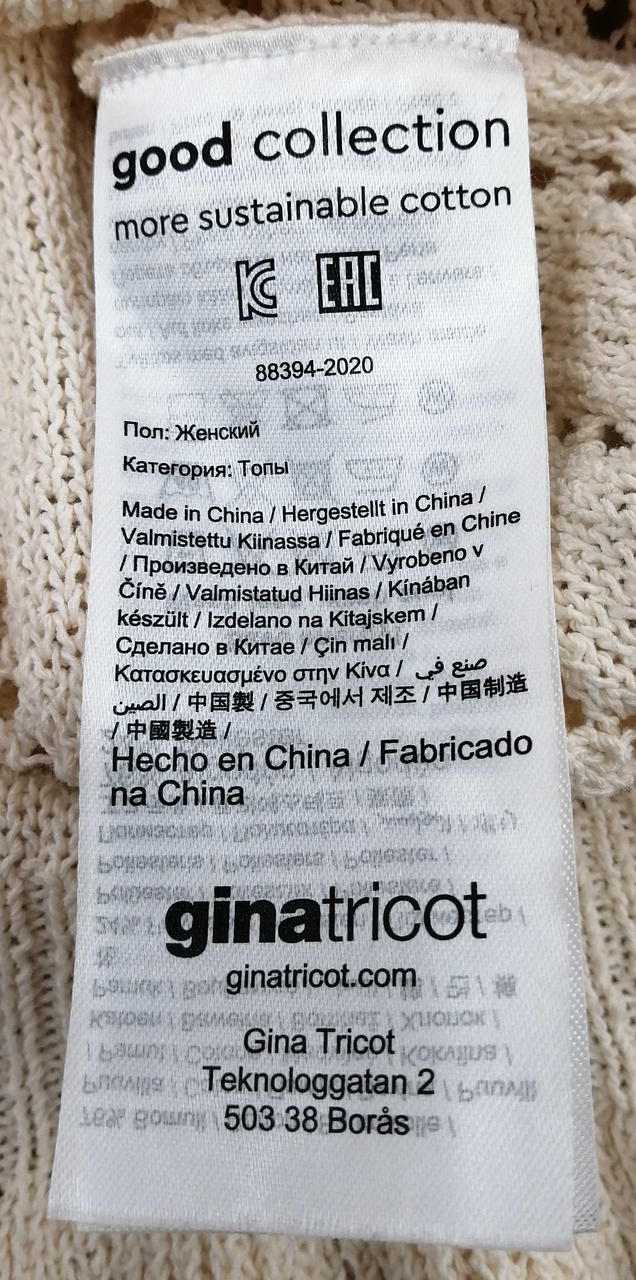 good collection
more sustainable cotton
KC EAC
88394-2020
Пол: Женский
Категория: Топы
Made in China / Hergestellt in China /
Valmistettu Kiinassa / Fabriqué en Chine
/ Произведено в Китай / Vyrobeno v
Číně / Valmistatud Hiinas / Kínában
készült / Izdelano na Kitajskem /
Сделано в Китае / Çin malı /
Κατασκευασμένο στην Κίνα / صنع في
الصين / 中国製 / 중국에서 제조 / 中国制造
/ 中國製造 /
Hecho en China / Fabricado
na China
ginatricot
ginatricot.com
Gina Tricot
Teknologgatan 2
503 38 Borås